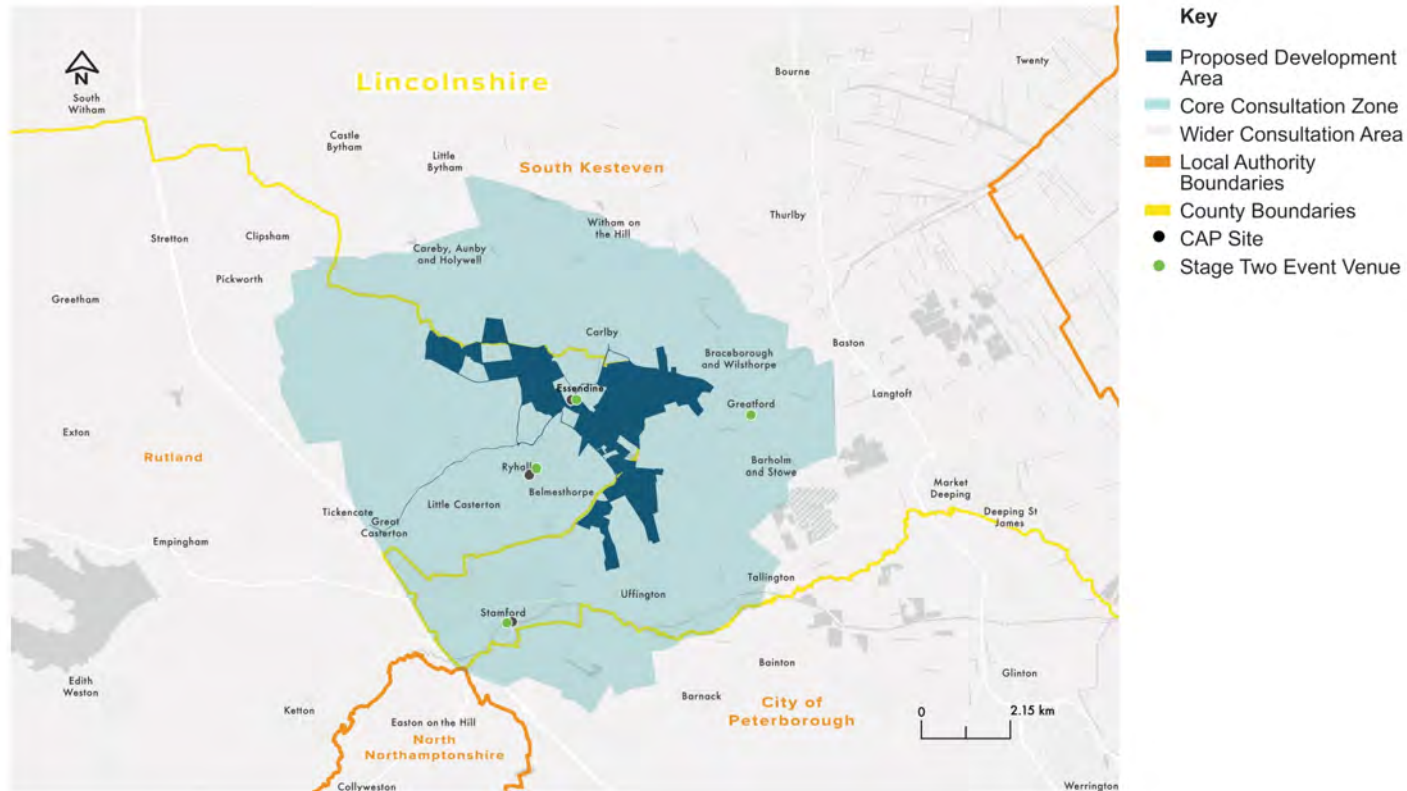 Key
Proposed Development
Area
Core Consultation Zone
Wider Consultation Area
Local Authority
Boundaries
County Boundaries
CAP Site
Stage Two Event Venue
N
South
Witham
Lincolnshire
Bourne
Twenty
Castle
Bytham
Little
Bytham
South Kesteven
Thurlby
Witham on
the Hill
Stretton
Clipsham
Careby, Aunby
and Holywell
Pickworth
Greetham
Carlby
Baston
Braceborough
and Wilsthorpe
Essendine
Langtoft
Greatford
Exton
Rutland
Ryhall
Barholm
and Stowe
Belmesthorpe
Little Casterton
Market
Deeping
Tickencote
Great
Casterton
Deeping St
James
Empingham
Tallington
Uffington
Stamford
Bainton
Glinton
Edith
Weston
Barnack
Ketton
City of
Peterborough
0
2.15 km
Easton on the Hill
North
Northamptonshire
Collyweston
Werrington